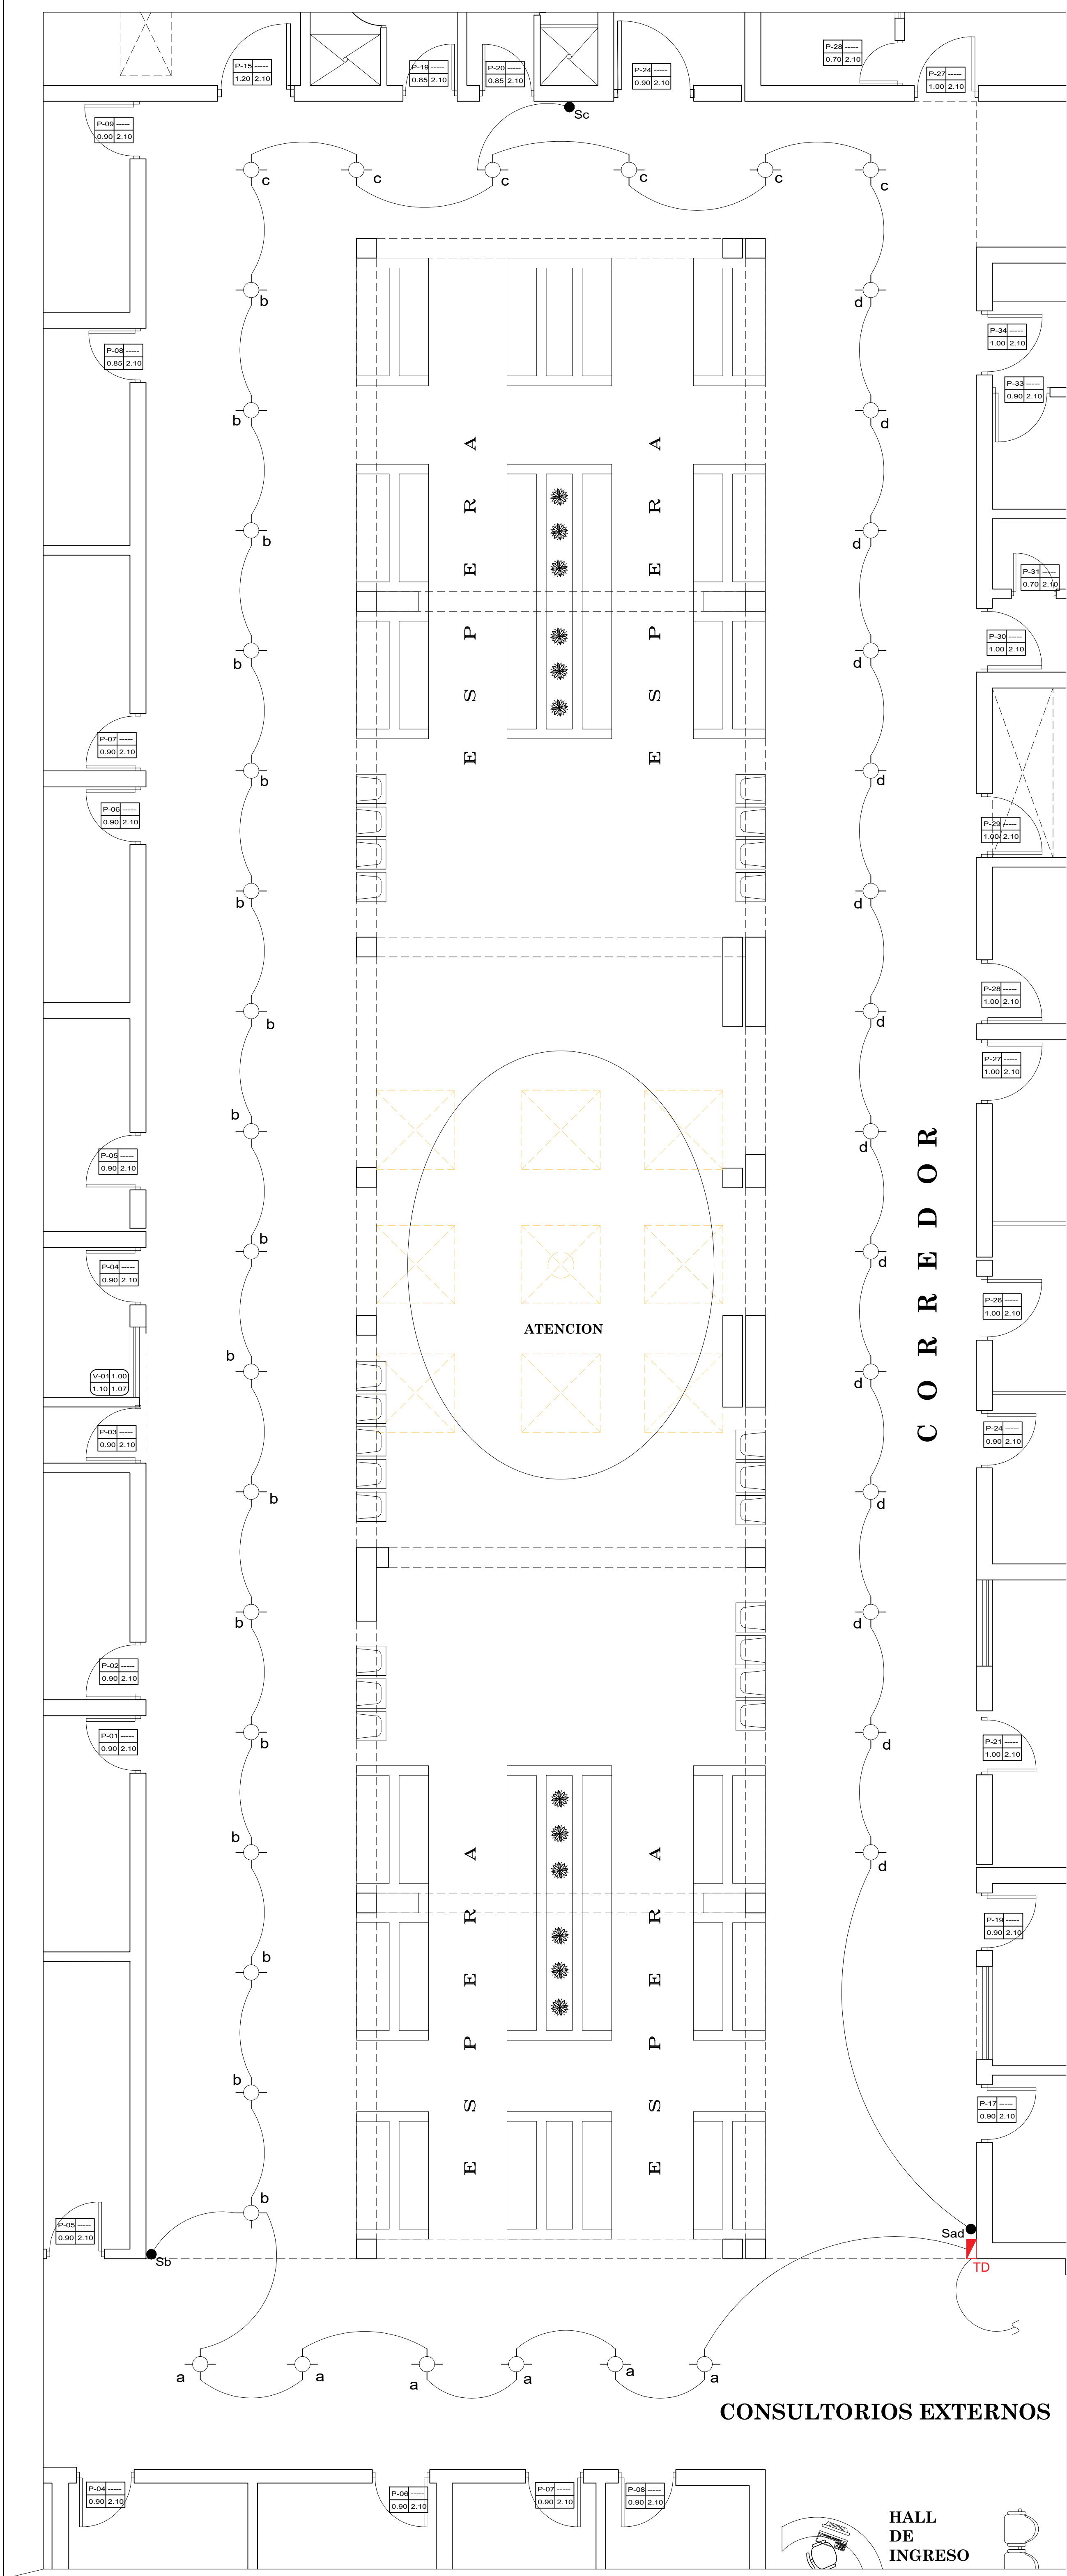 P-15 -----
1.20 2.10
P-19 -----
0.85 2.10
P-20 -----
0.85 2.10
P-24 -----
0.90 2.10
P-28 -----
0.70 2.10
P-27 -----
1.00 2.10
P-09 -----
0.90 2.10
Sc
c
c
c
c
c
c
b
d
P-34 -----
1.00 2.10
P-08 -----
0.85 2.10
P-33 -----
0.90 2.10
b
d
ESPERA
ESPERA
b
d
P-31 -----
0.70 2.10
P-30 -----
1.00 2.10
b
d
P-07 -----
0.90 2.10
b
d
P-06 -----
0.90 2.10
P-29 -----
1.00 2.10
b
d
P-28 -----
1.00 2.10
b
d
P-27 -----
1.00 2.10
b
d
P-05 -----
0.90 2.10
CORREDOR
b
d
P-04 -----
0.90 2.10
P-26 -----
1.00 2.10
ATENCION
b
d
V-01 1.00
1.10 1.07
P-03 -----
0.90 2.10
P-24 -----
0.90 2.10
b
d
b
d
P-02 -----
0.90 2.10
P-01 -----
0.90 2.10
b
d
P-21 -----
1.00 2.10
b
d
ESPERA
ESPERA
P-19 -----
0.90 2.10
b
b
P-17 -----
0.90 2.10
b
P-05 -----
0.90 2.10
Sb
Sad
TD
a
a
a
a
a
a
CONSULTORIOS EXTERNOS
P-04 -----
0.90 2.10
P-06 -----
0.90 2.10
P-07 -----
0.90 2.10
P-08 -----
0.90 2.10
HALL
DE
INGRESO